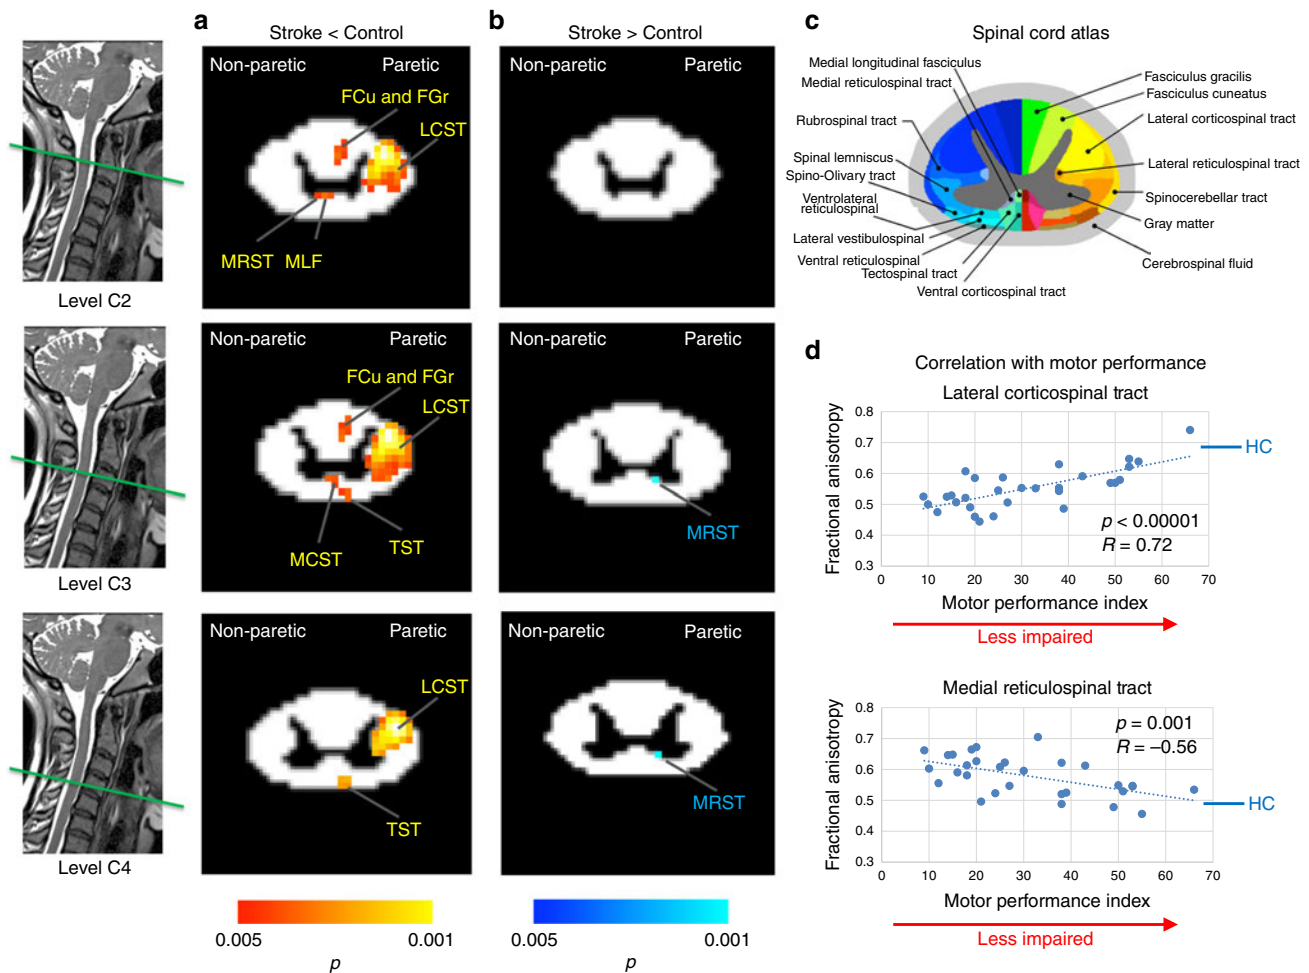 a
Stroke < Control
Non-paretic Paretic
FCu and FGr
LCST
MRST MLF
Level C2
Non-paretic Paretic
FCu and FGr
LCST
MCST
TST
Level C3
Non-paretic Paretic
LCST
TST
Level C4
0.005 0.001
p
b
Stroke > Control
Non-paretic Paretic
Non-paretic Paretic
MRST
Non-paretic Paretic
MRST
0.005 0.001
p
c
Spinal cord atlas
Medial longitudinal fasciculus
Medial reticulospinal tract
Rubrospinal tract
Spinal lemniscus
Spino-Olivary tract
Ventrolateral
reticulospinal
Lateral vestibulospinal
Ventral reticulospinal
Tectospinal tract
Ventral corticospinal tract
Fasciculus gracilis
Fasciculus cuneatus
Lateral corticospinal tract
Lateral reticulospinal tract
Spinocerebellar tract
Gray matter
Cerebrospinal fluid
d
Correlation with motor performance
Lateral corticospinal tract
Fractional anisotropy
0.8
0.7
0.6
0.5
0.4
0.3
HC
p < 0.00001
R = 0.72
0 10 20 30 40 50 60 70
Motor performance index
Less impaired
Medial reticulospinal tract
Fractional anisotropy
0.8
0.7
0.6
0.5
0.4
0.3
p = 0.001
R = −0.56
HC
0 10 20 30 40 50 60 70
Motor performance index
Less impaired